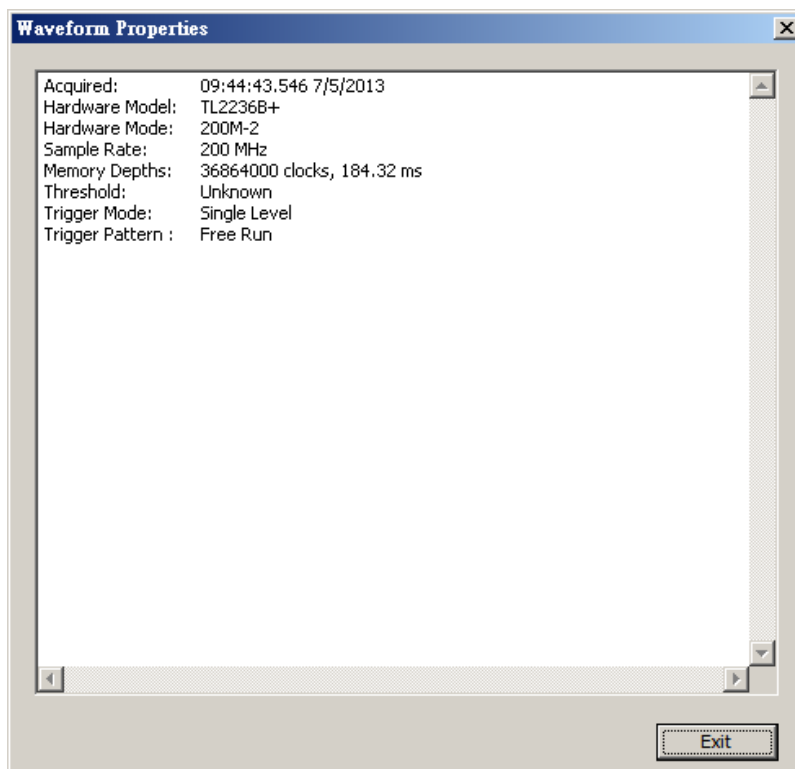 Waveform Properties
Acquired: 09:44:43.546 7/5/2013
Hardware Model: TL2236B+
Hardware Mode: 200M-2
Sample Rate: 200 MHz
Memory Depths: 36864000 clocks, 184.32 ms
Threshold: Unknown
Trigger Mode: Single Level
Trigger Pattern : Free Run
Exit